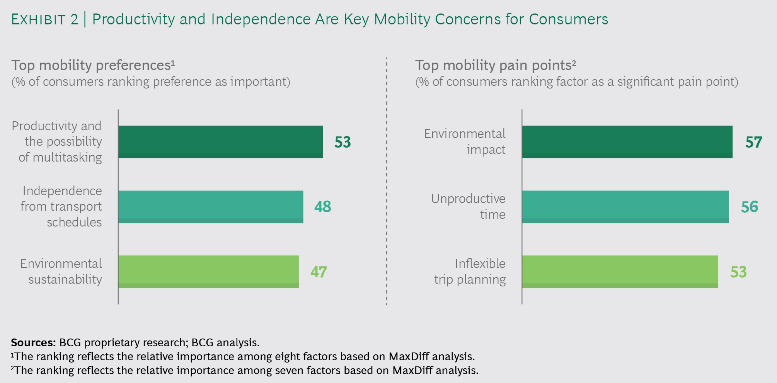 EXHIBIT 2 | Productivity and Independence Are Key Mobility Concerns for Consumers
Top mobility preferences¹
(% of consumers ranking preference as important)
Productivity and
the possibility
of multitasking
53
Independence
from transport
schedules
48
Environmental
sustainability
47
Top mobility pain points²
(% of consumers ranking factor as a significant pain point)
Environmental
impact
57
Unproductive
time
56
Inflexible
trip planning
53
Sources: BCG proprietary research; BCG analysis.
¹The ranking reflects the relative importance among eight factors based on MaxDiff analysis.
²The ranking reflects the relative importance among seven factors based on MaxDiff analysis.